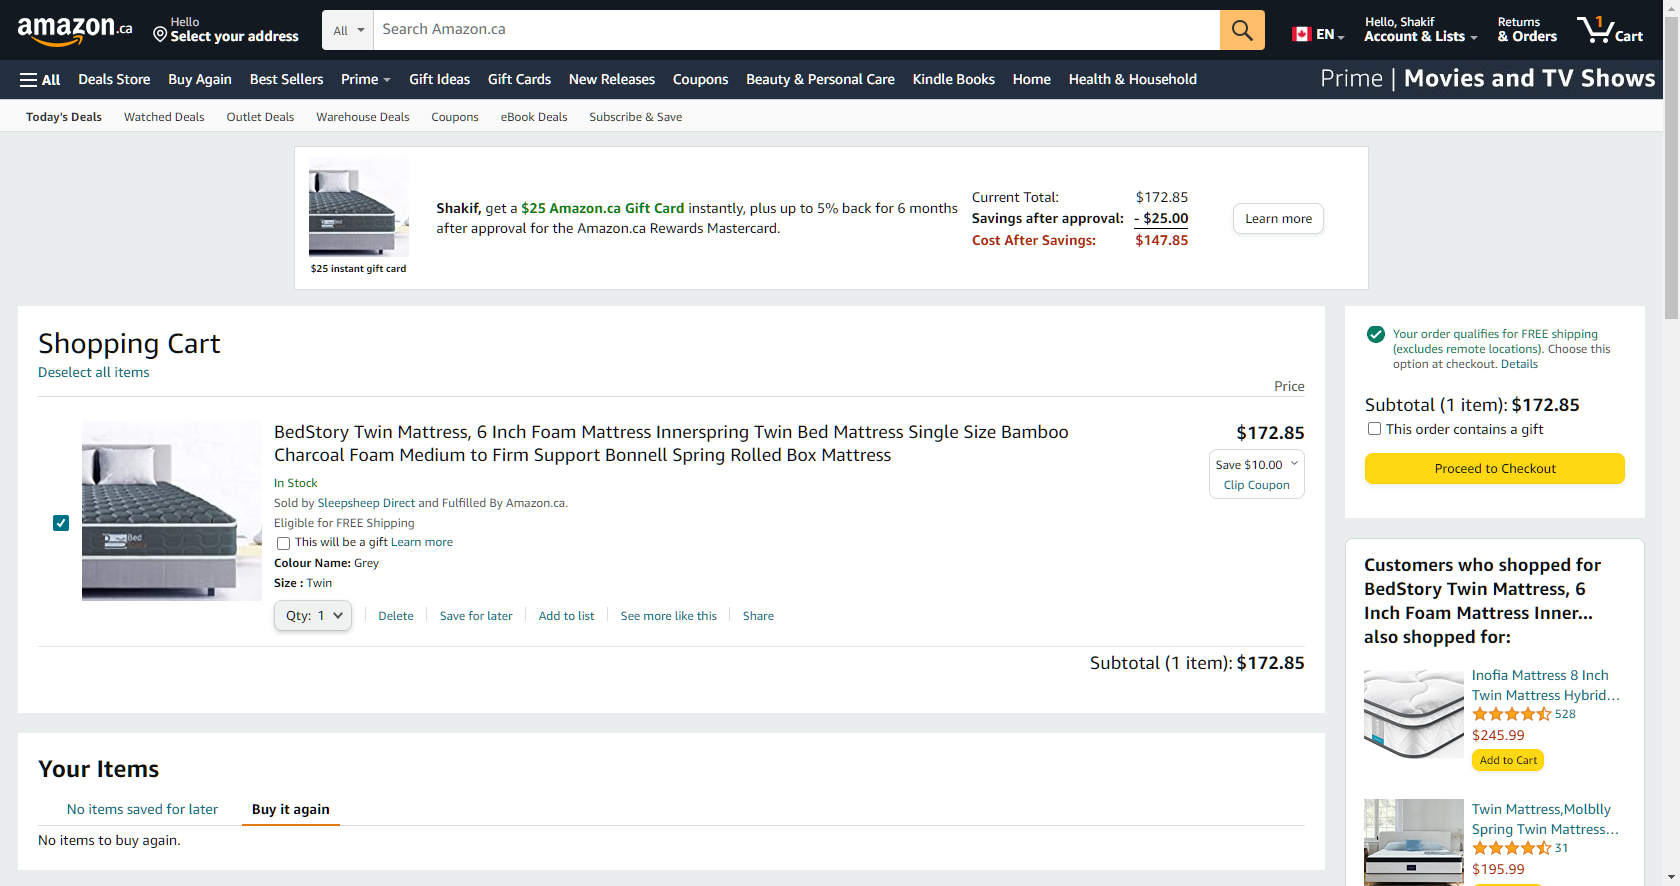 amazon.ca
Hello
Select your address
All
Search Amazon.ca
EN
Hello, Shakif
Account & Lists
Returns
& Orders
1
Cart
All
Deals Store
Buy Again
Best Sellers
Prime
Gift Ideas
Gift Cards
New Releases
Coupons
Beauty & Personal Care
Kindle Books
Home
Health & Household
Prime | Movies and TV Shows
Today's Deals
Watched Deals
Outlet Deals
Warehouse Deals
Coupons
eBook Deals
Subscribe & Save
$25 instant gift card
Shakif, get a $25 Amazon.ca Gift Card instantly, plus up to 5% back for 6 months
after approval for the Amazon.ca Rewards Mastercard.
Current Total: $172.85
Savings after approval: - $25.00
Cost After Savings: $147.85
Learn more
Shopping Cart
Deselect all items
Price
BedStory Twin Mattress, 6 Inch Foam Mattress Innerspring Twin Bed Mattress Single Size Bamboo
Charcoal Foam Medium to Firm Support Bonnell Spring Rolled Box Mattress
$172.85
Save $10.00
Clip Coupon
In Stock
Sold by Sleepsheep Direct and Fulfilled By Amazon.ca.
Eligible for FREE Shipping
This will be a gift Learn more
Colour Name: Grey
Size : Twin
Qty: 1
Delete
Save for later
Add to list
See more like this
Share
Subtotal (1 item): $172.85
Your Items
No items saved for later
Buy it again
No items to buy again.
Your order qualifies for FREE shipping
(excludes remote locations). Choose this
option at checkout. Details
Subtotal (1 item): $172.85
This order contains a gift
Proceed to Checkout
Customers who shopped for
BedStory Twin Mattress, 6
Inch Foam Mattress Inner...
also shopped for:
Inofia Mattress 8 Inch
Twin Mattress Hybrid...
528
$245.99
Add to Cart
Twin Mattress,Molblly
Spring Twin Mattress...
31
$195.99